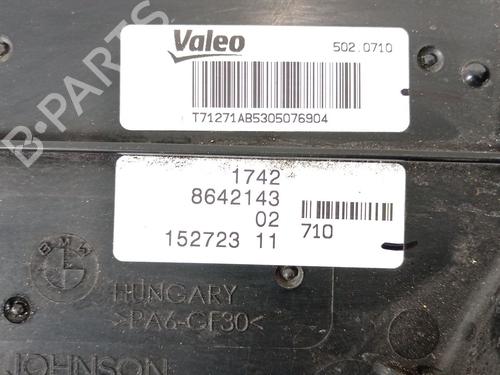 Valeo
502.0710
T71271AB5305076904
1742
8642143
02
152723 11
710
BMW
HUNGARY
>PA6-GF30<
JOHNSON
B-Parts